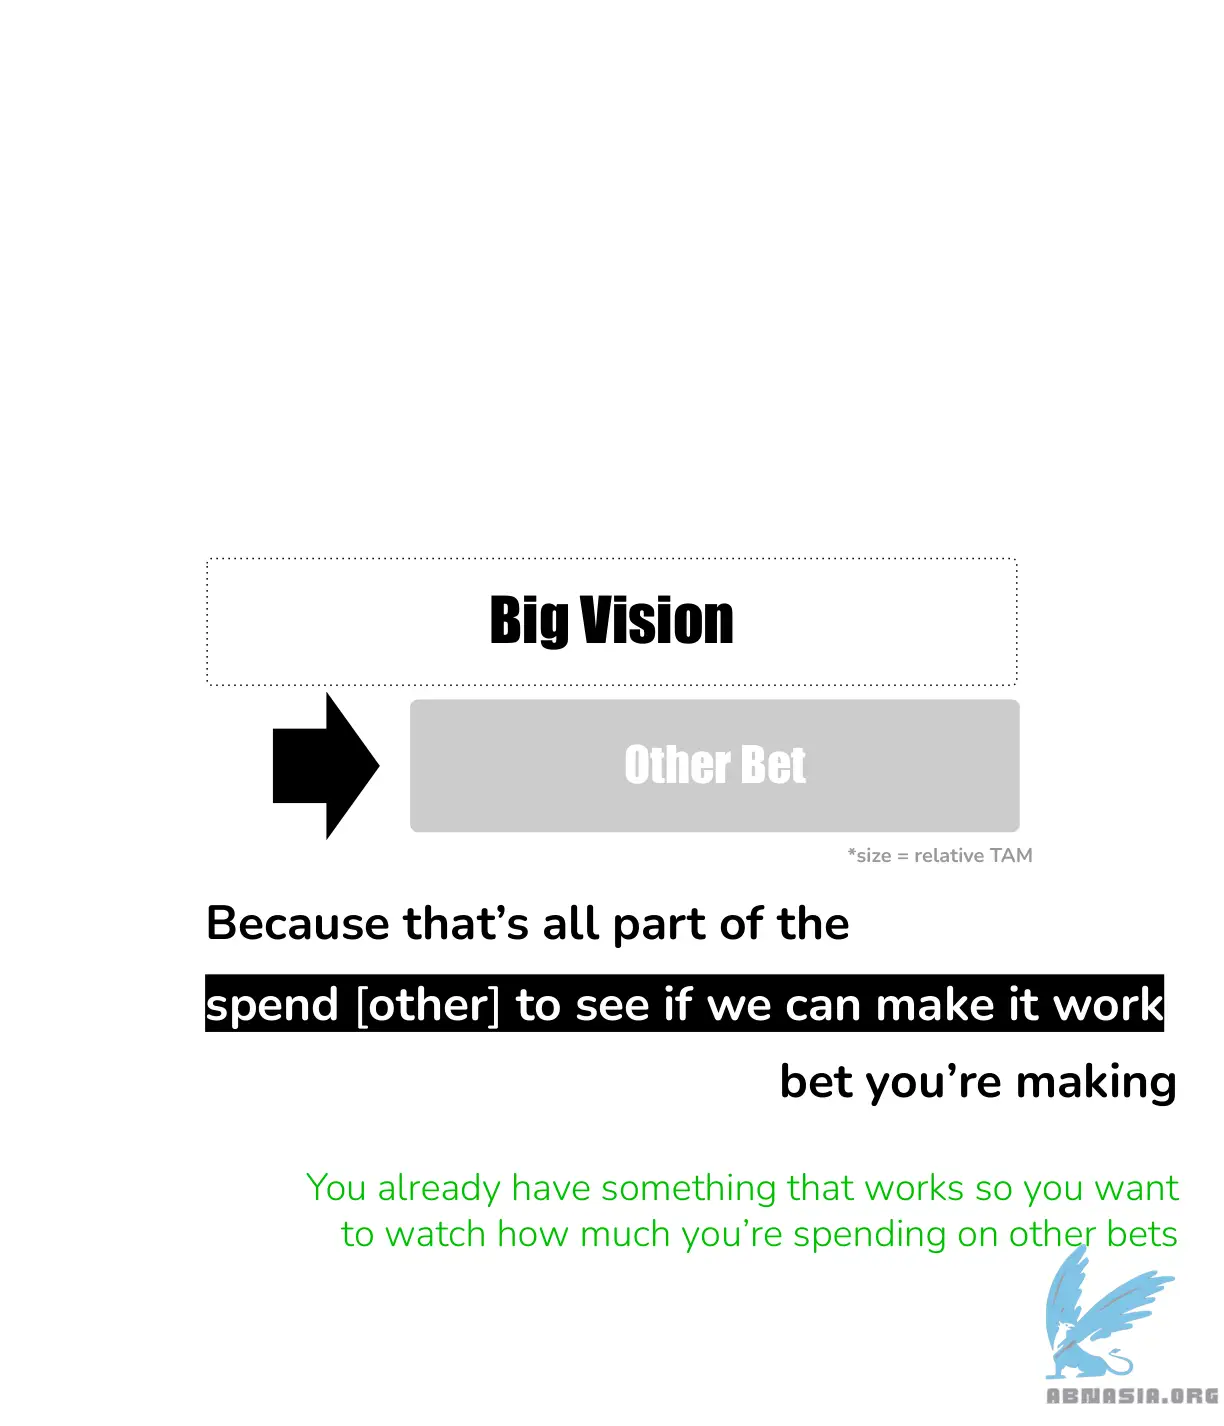 Big Vision
Other Bet
*size = relative TAM
Because that’s all part of the
spend [other] to see if we can make it work
bet you’re making
You already have something that works so you want
to watch how much you’re spending on other bets
ABNASIA.ORG